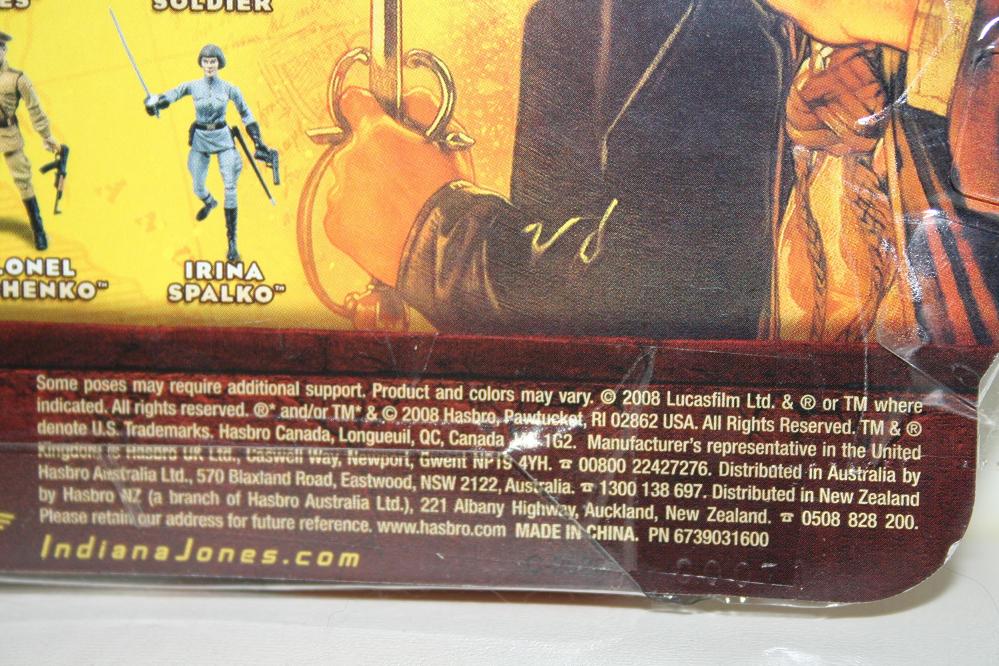 SOLDIER
IRINA
SPALKO™
Some poses may require additional support. Product and colors may vary. © 2008 Lucasfilm Ltd. & ® or TM where
indicated. All rights reserved. ®* and/or TM* & © 2008 Hasbro, Pawtucket, RI 02862 USA. All Rights Reserved. TM & ®
denote U.S. Trademarks. Hasbro Canada, Longueuil, QC, Canada 1G2. Manufacturer's representative in the United
Kingdom © Hasbro UK Ltd., Caswell Way, Newport, Gwent NP19 4YH. ☎ 00800 22427276. Distributed in Australia by
Hasbro Australia Ltd., 570 Blaxland Road, Eastwood, NSW 2122, Australia. ☎ 1300 138 697. Distributed in New Zealand
by Hasbro NZ (a branch of Hasbro Australia Ltd.), 221 Albany Highway, Auckland, New Zealand. ☎ 0508 828 200.
Please retain our address for future reference. www.hasbro.com MADE IN CHINA. PN 6739031600
IndianaJones.com